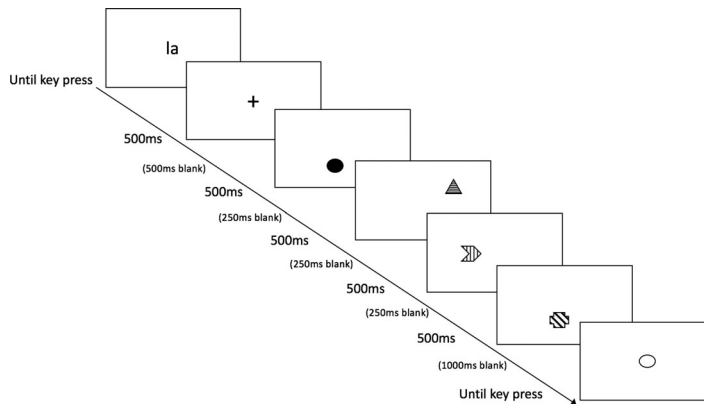 la
+
Until key press
500ms
(500ms blank)
500ms
(250ms blank)
500ms
(250ms blank)
500ms
(250ms blank)
500ms
(1000ms blank)
Until key press